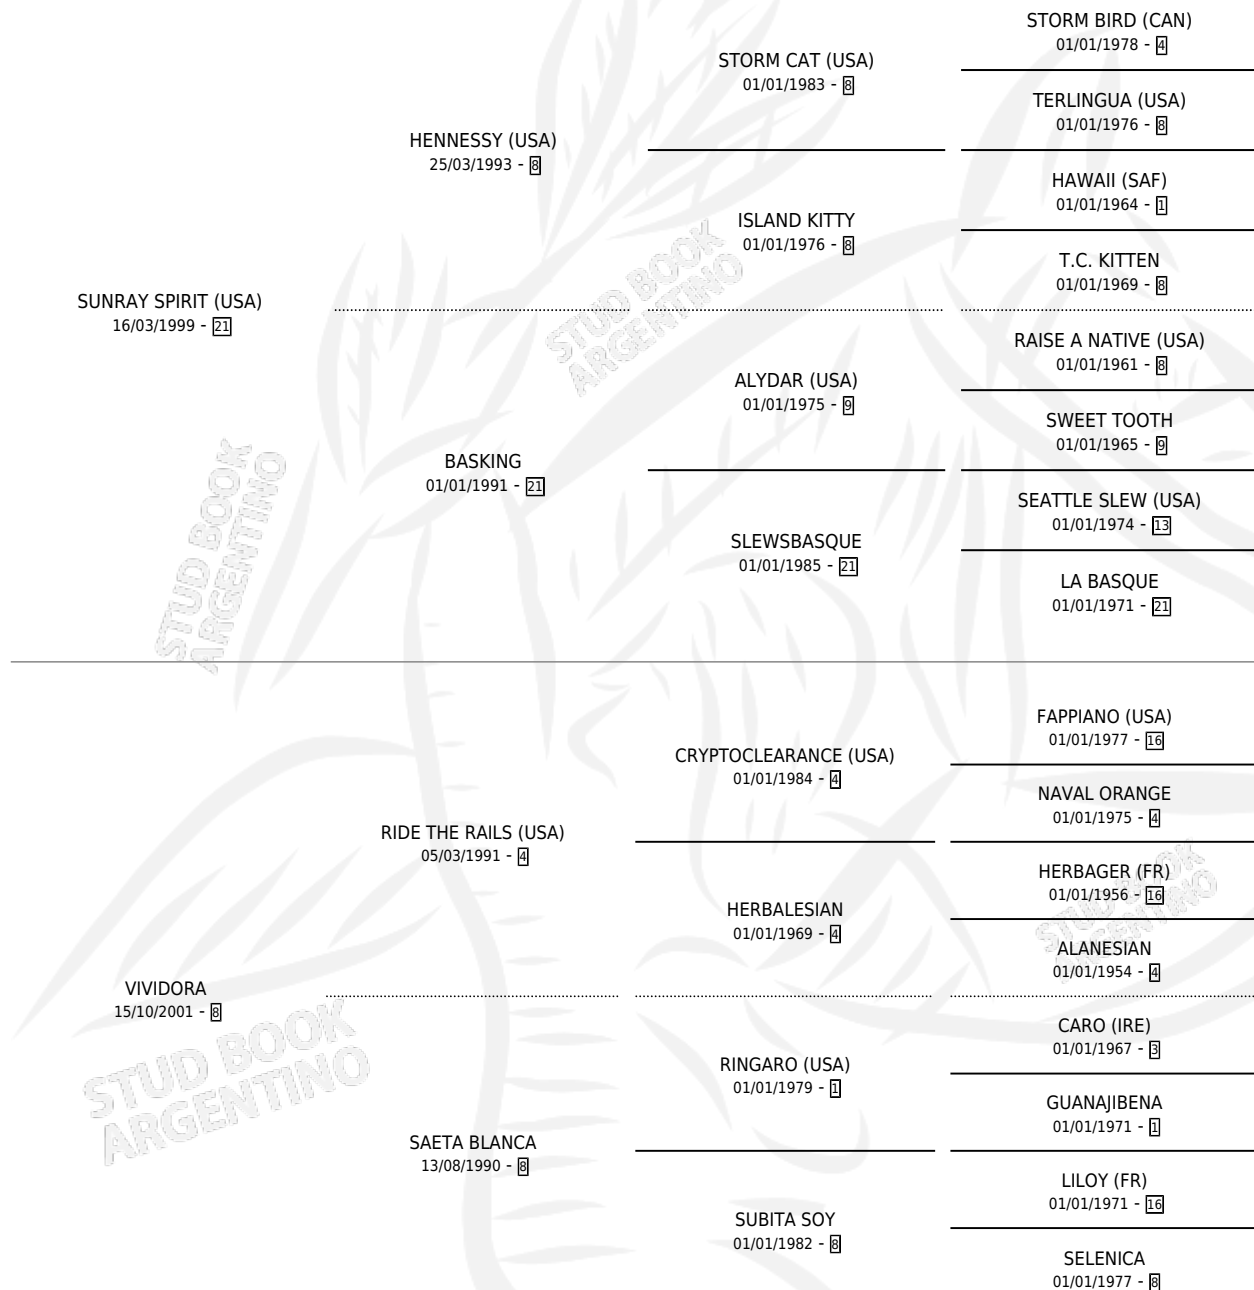 STORM BIRD (CAN)
01/01/1978 - 4
STORM CAT (USA)
01/01/1983 - 8
TERLINGUA (USA)
01/01/1976 - 8
HENNESSY (USA)
25/03/1993 - 8
HAWAII (SAF)
01/01/1964 - 1
ISLAND KITTY
01/01/1976 - 8
T.C. KITTEN
01/01/1969 - 8
SUNRAY SPIRIT (USA)
16/03/1999 - 21
RAISE A NATIVE (USA)
01/01/1961 - 8
ALYDAR (USA)
01/01/1975 - 9
SWEET TOOTH
01/01/1965 - 9
BASKING
01/01/1991 - 21
SEATTLE SLEW (USA)
01/01/1974 - 13
SLEWSBASQUE
01/01/1985 - 21
LA BASQUE
01/01/1971 - 21
FAPPIANO (USA)
01/01/1977 - 16
CRYPTOCLEARANCE (USA)
01/01/1984 - 4
NAVAL ORANGE
01/01/1975 - 4
RIDE THE RAILS (USA)
05/03/1991 - 4
HERBAGER (FR)
01/01/1956 - 16
HERBALESIAN
01/01/1969 - 4
ALANESIAN
01/01/1954 - 4
VIVIDORA
15/10/2001 - 8
CARO (IRE)
01/01/1967 - 3
RINGARO (USA)
01/01/1979 - 1
GUANAJIBENA
01/01/1971 - 1
SAETA BLANCA
13/08/1990 - 8
LILOY (FR)
01/01/1971 - 16
SUBITA SOY
01/01/1982 - 8
SELENICA
01/01/1977 - 8
STUD BOOK
ARGENTINO
STUD BOOK
ARGENTINO
STUD BOOK
ARGENTINO
STUD BOOK
ARGENTINO